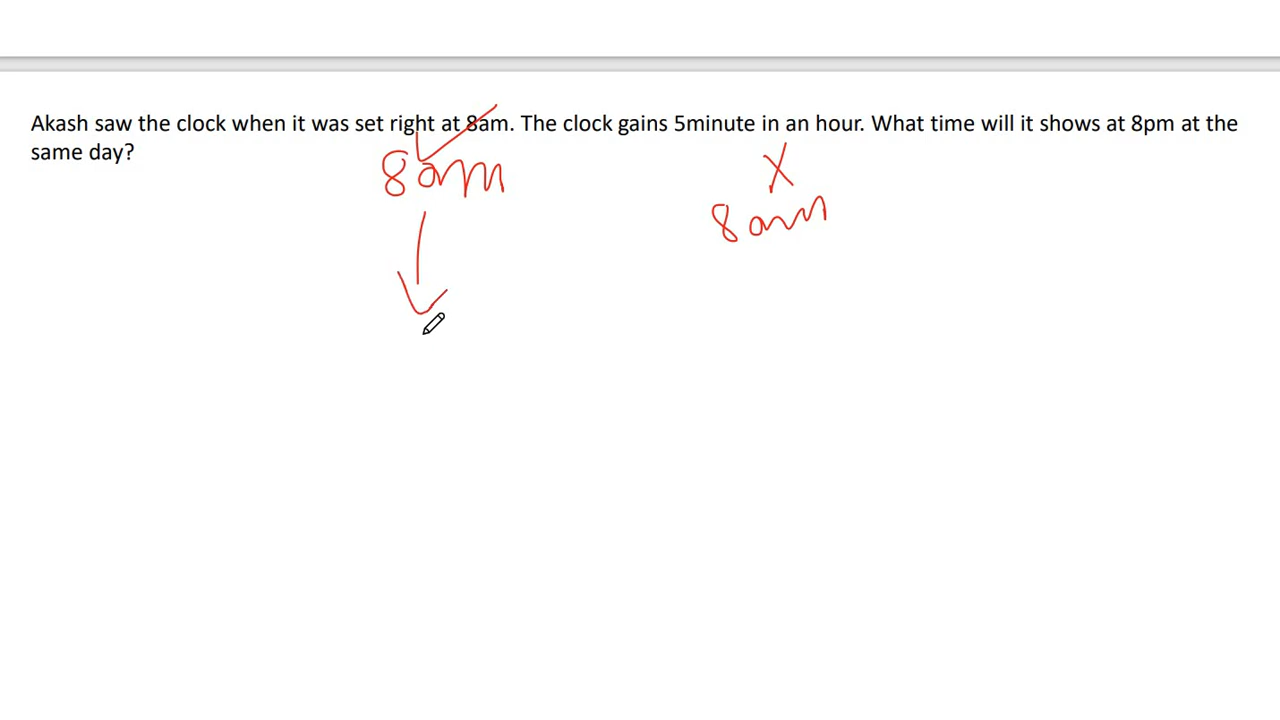 Akash saw the clock when it was set right at 8am. The clock gains 5minute in an hour. What time will it shows at 8pm at the
same day?
8am
8am